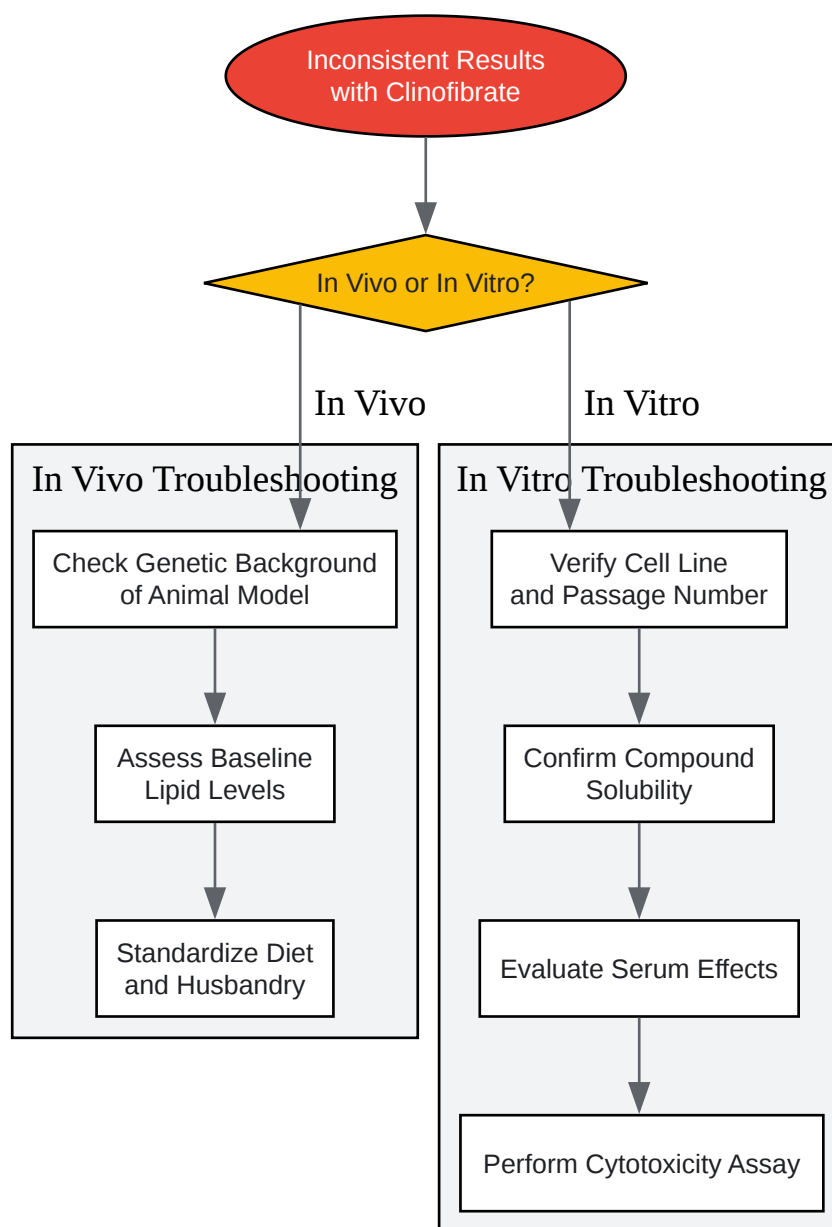 Inconsistent Results
with Clinofibrate
In Vivo or In Vitro?
In Vivo
In Vitro
In Vivo Troubleshooting
Check Genetic Background
of Animal Model
Assess Baseline
Lipid Levels
Standardize Diet
and Husbandry
In Vitro Troubleshooting
Verify Cell Line
and Passage Number
Confirm Compound
Solubility
Evaluate Serum Effects
Perform Cytotoxicity Assay